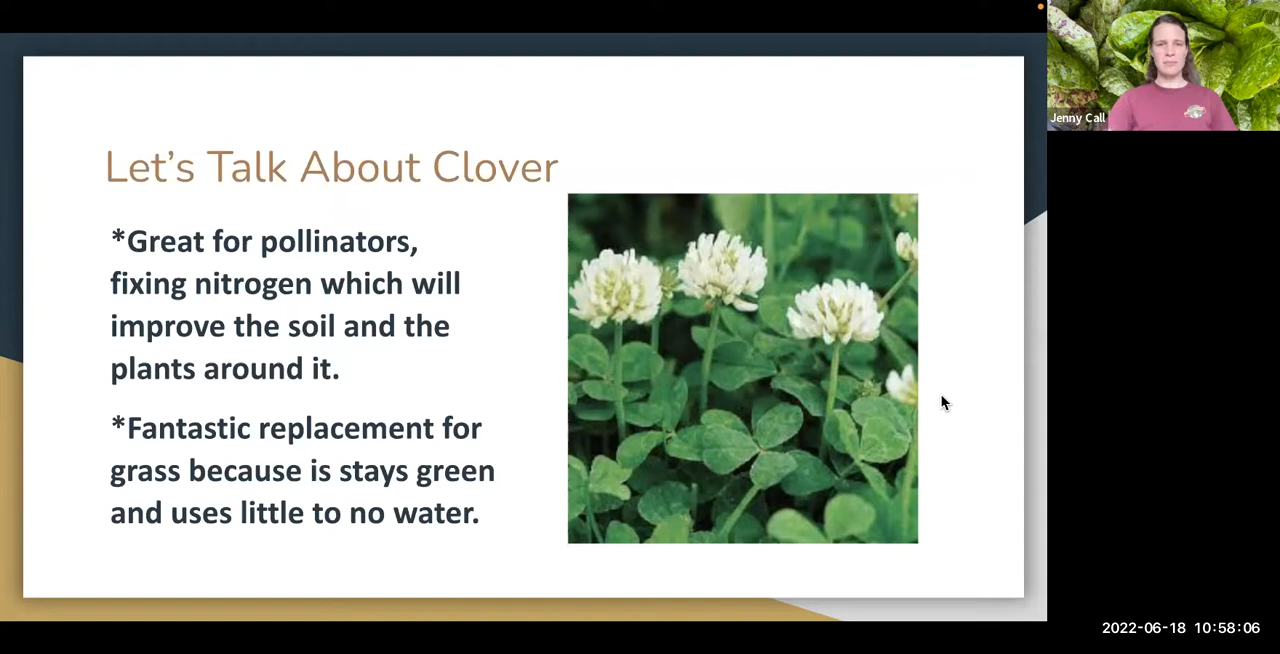 Let's Talk About Clover
*Great for pollinators,
fixing nitrogen which will
improve the soil and the
plants around it.
*Fantastic replacement for
grass because is stays green
and uses little to no water.
Jenny Call
2022-06-18 10:58:06